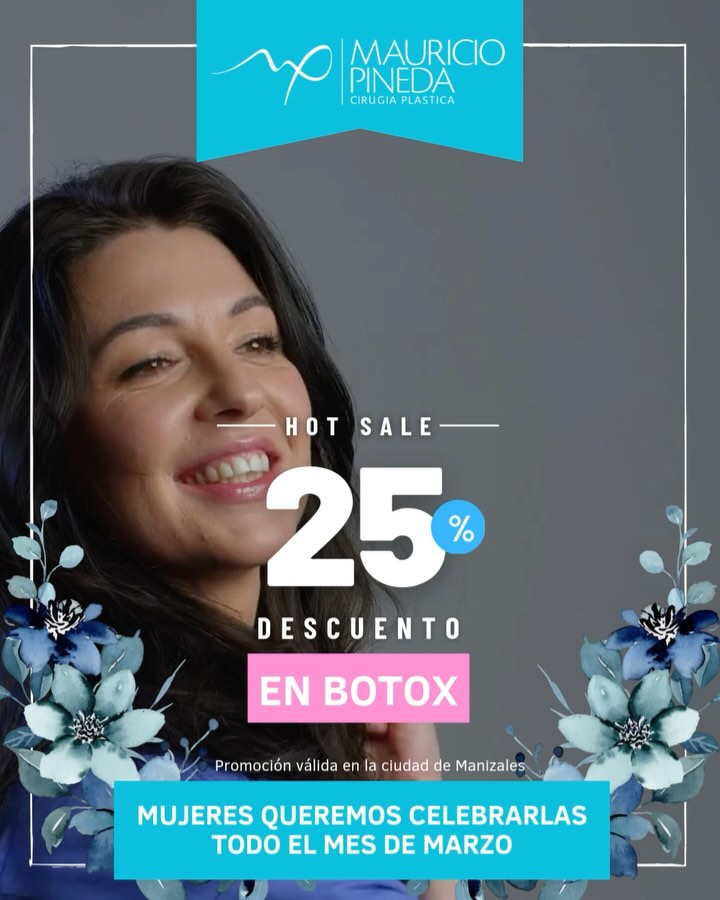 MAURICIO
PINEDA
CIRUGIA PLASTICA
HOT SALE
25%
DESCUENTO
EN BOTOX
Promoción válida en la ciudad de Manizales
MUJERES QUEREMOS CELEBRARLAS
TODO EL MES DE MARZO